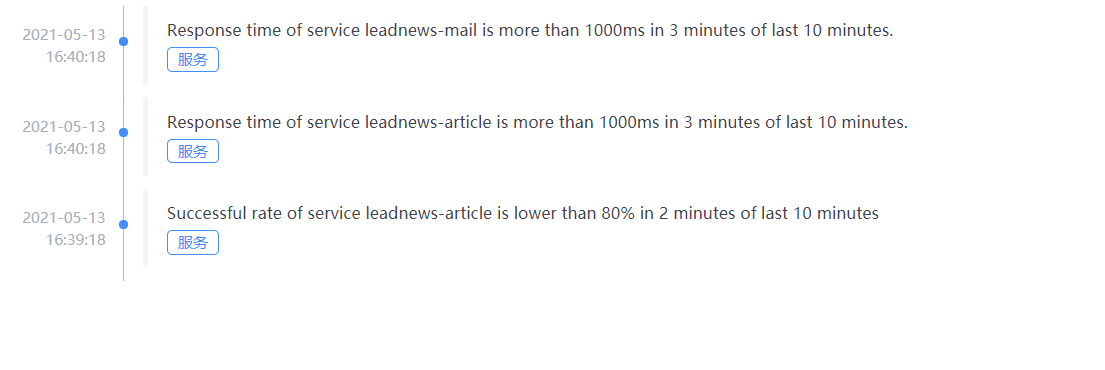 2021-05-13
16:40:18
Response time of service leadnews-mail is more than 1000ms in 3 minutes of last 10 minutes.
服务
2021-05-13
16:40:18
Response time of service leadnews-article is more than 1000ms in 3 minutes of last 10 minutes.
服务
2021-05-13
16:39:18
Successful rate of service leadnews-article is lower than 80% in 2 minutes of last 10 minutes
服务